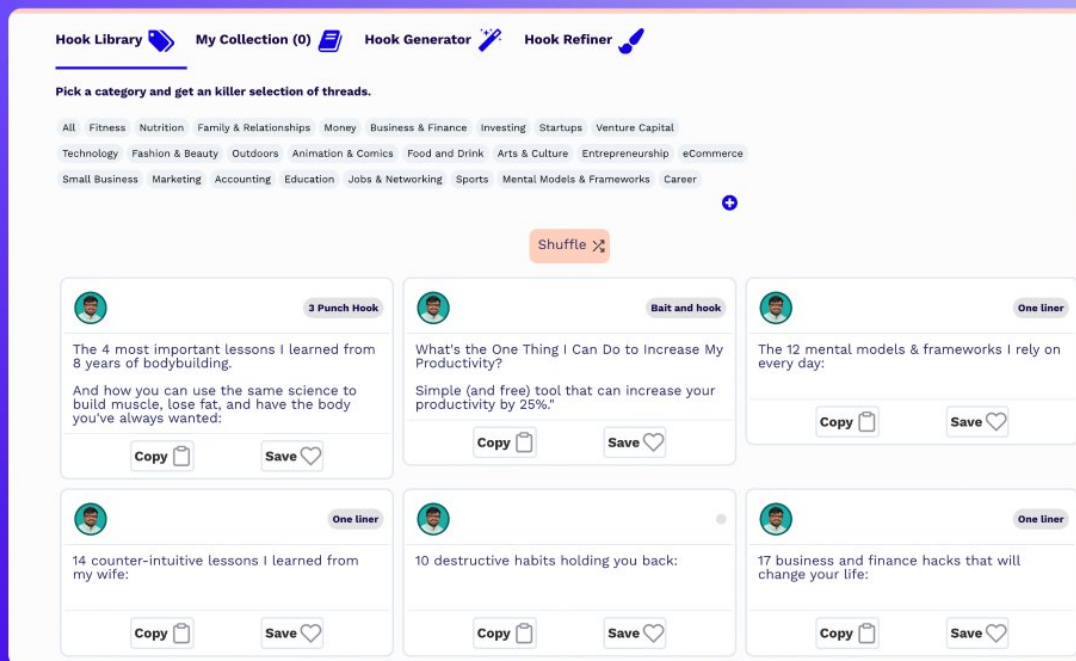 Hook Library My Collection (0) Hook Generator Hook Refiner
Pick a category and get an killer selection of threads.
All Fitness Nutrition Family & Relationships Money Business & Finance Investing Startups Venture Capital
Technology Fashion & Beauty Outdoors Animation & Comics Food and Drink Arts & Culture Entrepreneurship eCommerce
Small Business Marketing Accounting Education Jobs & Networking Sports Mental Models & Frameworks Career
Shuffle
3 Punch Hook
The 4 most important lessons I learned from
8 years of bodybuilding.
And how you can use the same science to
build muscle, lose fat, and have the body
you've always wanted:
Copy Save
Bait and hook
What's the One Thing I Can Do to Increase My
Productivity?
Simple (and free) tool that can increase your
productivity by 25%."
Copy Save
One liner
The 12 mental models & frameworks I rely on
every day:
Copy Save
One liner
14 counter-intuitive lessons I learned from
my wife:
Copy Save
10 destructive habits holding you back:
Copy Save
One liner
17 business and finance hacks that will
change your life:
Copy Save